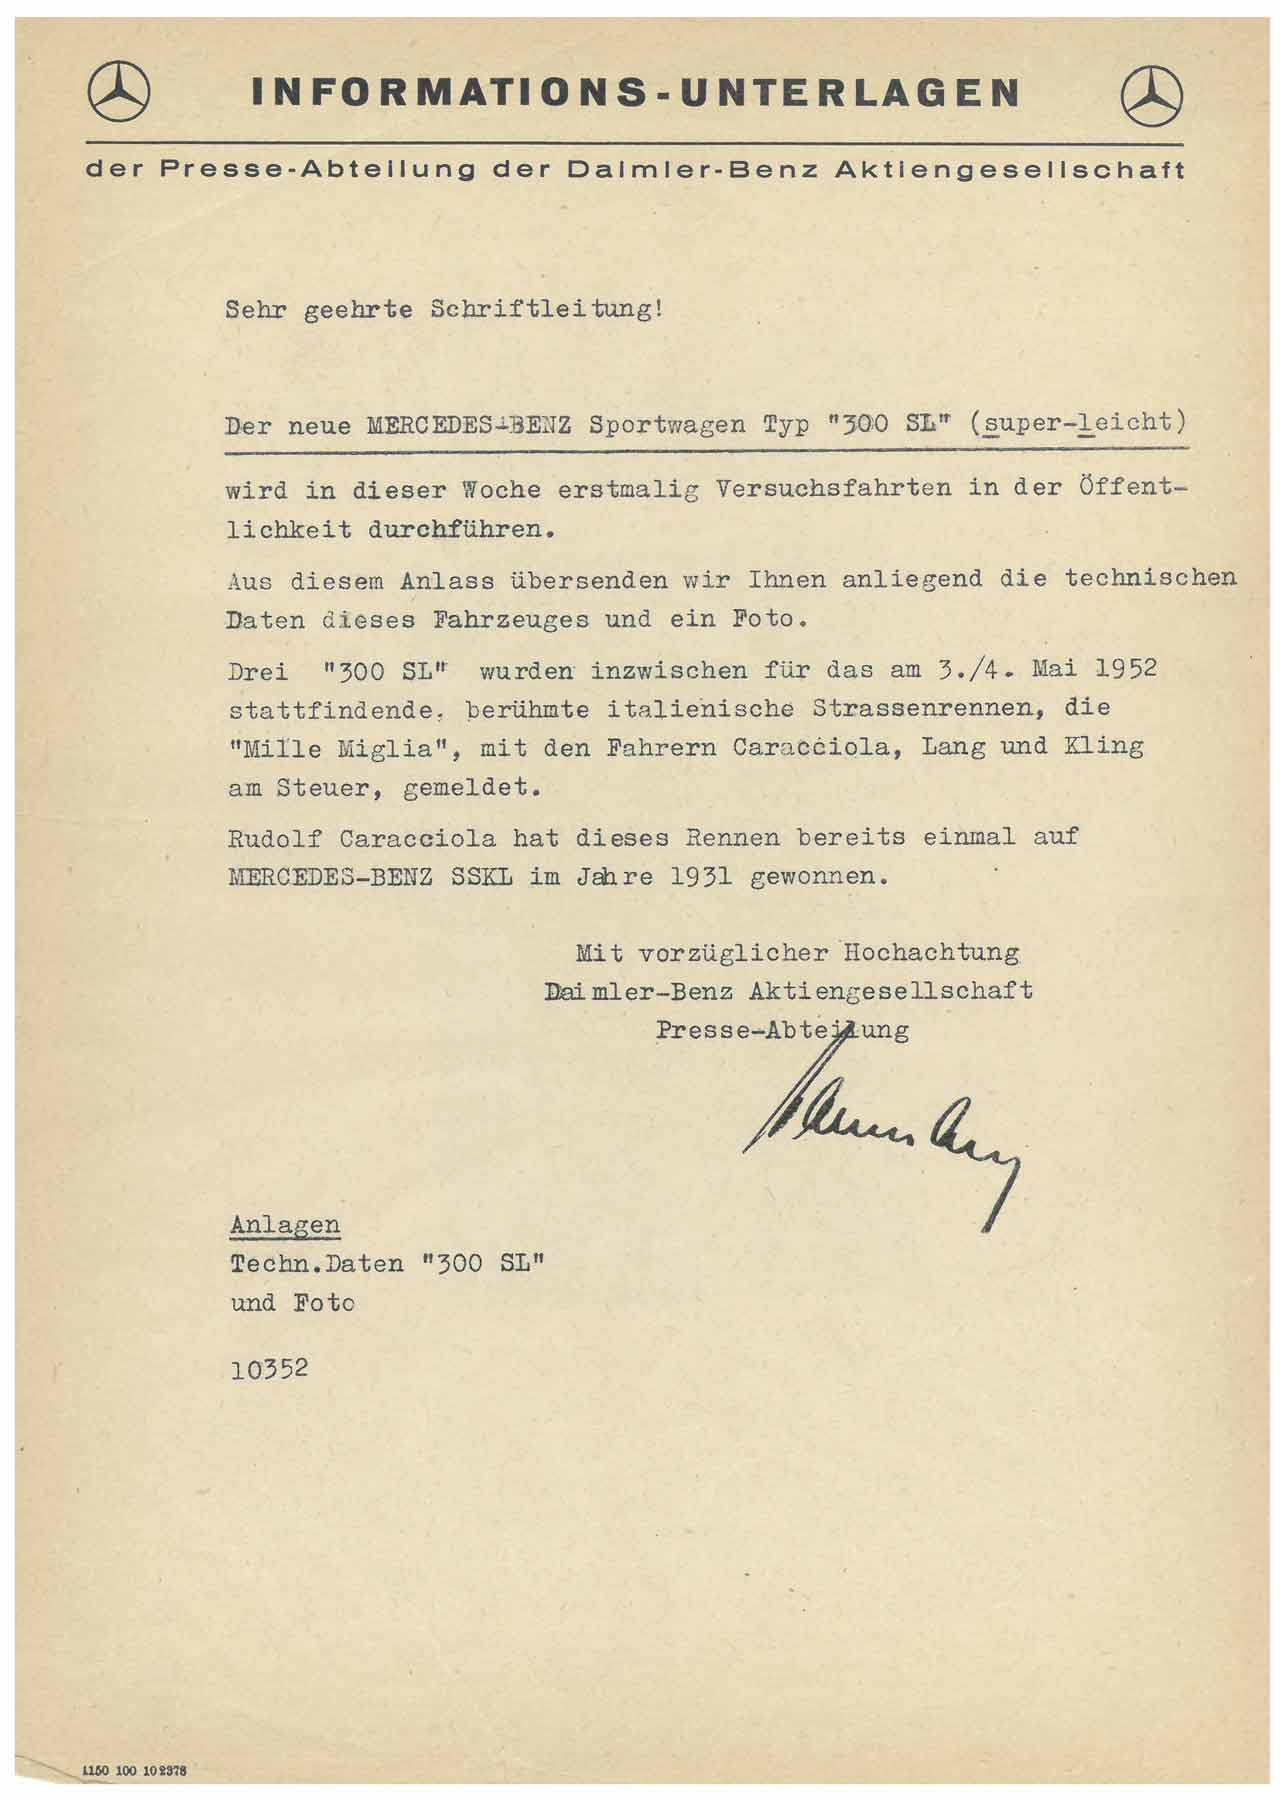 INFORMATIONS-UNTERLAGEN
der Presse-Abteilung der Daimler-Benz Aktiengesellschaft
Sehr geehrte Schriftleitung!
Der neue MERCEDES-BENZ Sportwagen Typ "300 SL" (super-leicht)
wird in dieser Woche erstmalig Versuchsfahrten in der Öffent-
lichkeit durchführen.
Aus diesem Anlass übersenden wir Ihnen anliegend die technischen
Daten dieses Fahrzeuges und ein Foto.
Drei "300 SL" wurden inzwischen für das am 3./4. Mai 1952
stattfindende, berühmte italienische Strassenrennen, die
"Mille Miglia", mit den Fahrern Caracciola, Lang und Kling
am Steuer, gemeldet.
Rudolf Caracciola hat dieses Rennen bereits einmal auf
MERCEDES-BENZ SSKL im Jahre 1931 gewonnen.
Mit vorzüglicher Hochachtung
Daimler-Benz Aktiengesellschaft
Presse-Abteilung
Anlagen
Techn.Daten "300 SL"
und Foto
10352
1150 100 102378